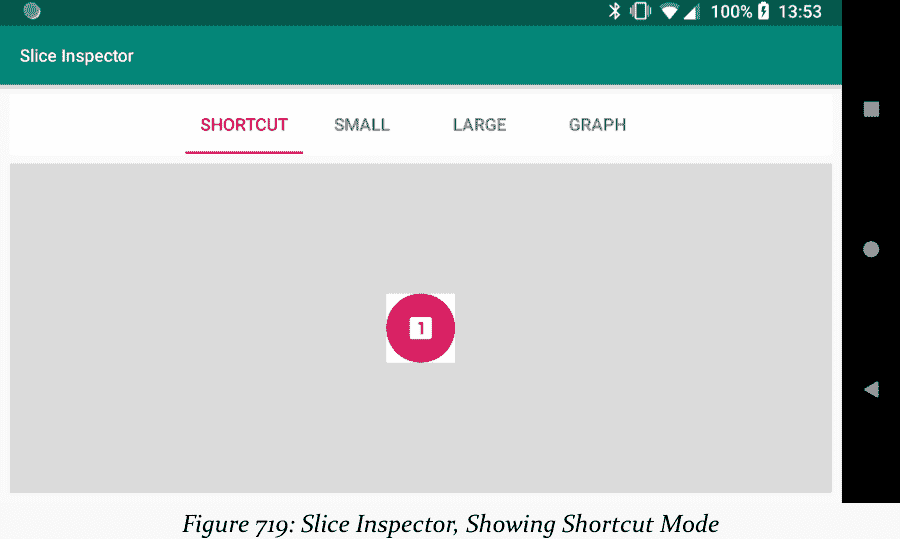 100% 13:53
Slice Inspector
SHORTCUT SMALL LARGE GRAPH
1
Figure 719: Slice Inspector, Showing Shortcut Mode